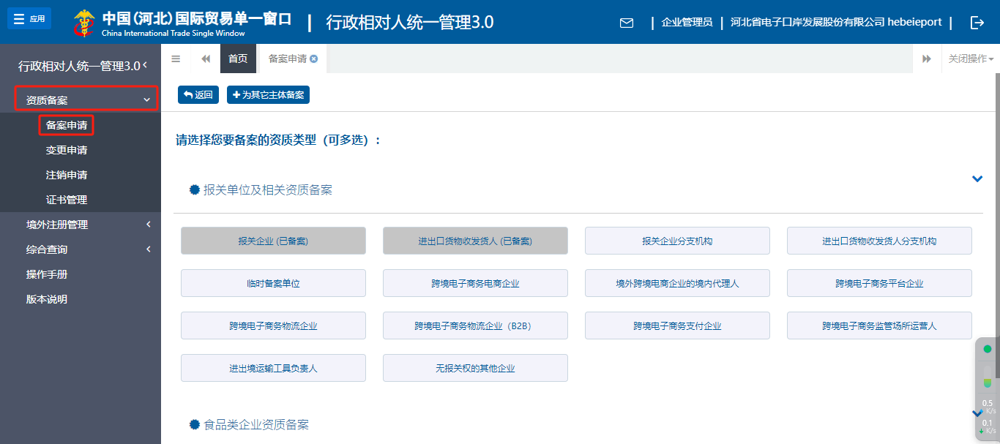 应用
中国(河北)国际贸易单一窗口
China International Trade Single Window
行政相对人统一管理3.0
企业管理员
河北省电子口岸发展股份有限公司 hebeieport
行政相对人统一管理3.0
首页
备案申请
关闭操作
资质备案
备案申请
变更申请
注销申请
证书管理
境外注册管理
综合查询
操作手册
版本说明
返回
为其它主体备案
请选择您要备案的资质类型（可多选）:
报关单位及相关资质备案
报关企业 (已备案)
进出口货物收发货人 (已备案)
报关企业分支机构
进出口货物收发货人分支机构
临时备案单位
跨境电子商务电商企业
境外跨境电商企业的境内代理人
跨境电子商务平台企业
跨境电子商务物流企业
跨境电子商务物流企业（B2B）
跨境电子商务支付企业
跨境电子商务监管场所运营人
进出境运输工具负责人
无报关权的其他企业
食品类企业资质备案
0.5
K/s
0.1
K/s